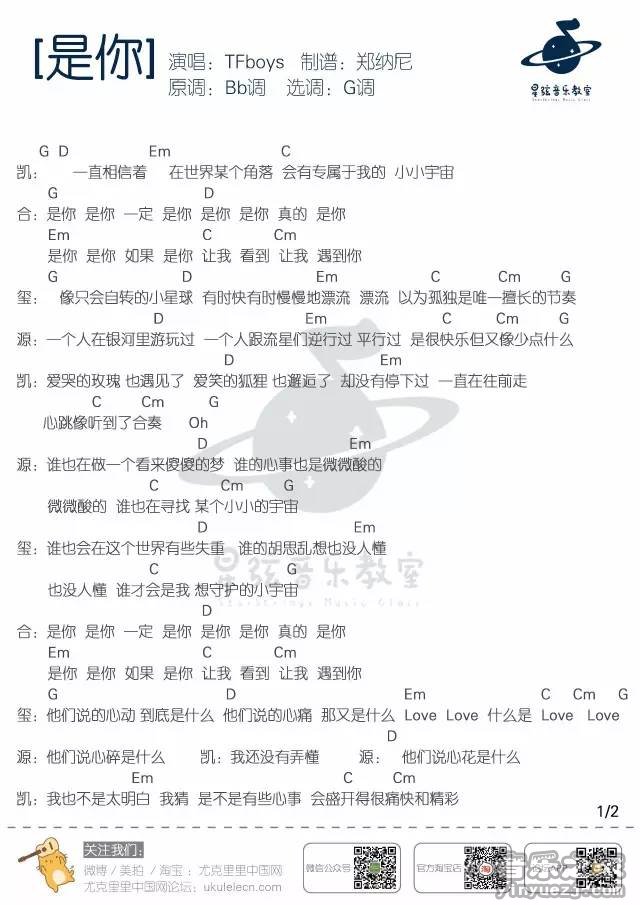 [是你] 演唱：TFboys 制谱：郑纳尼
原调：Bb调 选调：G调
星弦音乐教室
StarStrings Music Class
G D Em C
凯： 一直相信着 在世界某个角落 会有专属于我的 小小宇宙
G D
合：是你 是你 一定 是你 是你 是你 真的 是你
Em C Cm
是你 是你 如果 是你 让我 看到 让我 遇到你
G D Em C Cm G
玺： 像只会自转的小星球 有时快有时慢慢地漂流 漂流 以为孤独是唯一擅长的节奏
D Em C Cm G
源：一个人在银河里游玩过 一个人跟流星们逆行过 平行过 是很快乐但又像少点什么
D Em
凯：爱哭的玫瑰 也遇见了 爱笑的狐狸 也邂逅了 却没有停下过 一直在往前走
C Cm G
心跳像听到了合奏 Oh
D Em
源：谁也在做一个看来傻傻的梦 谁的心事也是微微酸的
C Cm G
微微酸的 谁也在寻找 某个小小的宇宙
D Em
玺：谁也会在这个世界有些失重 谁的胡思乱想也没人懂
C G
也没人懂 谁才会是我 想守护的小宇宙
星弦音乐教室
StarStrings Music Class
D
合：是你 是你 一定 是你 是你 是你 真的 是你
Em C Cm
是你 是你 如果 是你 让我 看到 让我 遇到你
G D Em C Cm G
玺：他们说的心动 到底是什么 他们说的心痛 那又是什么 Love Love 什么是 Love Love
D
源：他们说心碎是什么 凯：我还没有弄懂 源： 他们说心花是什么
Em C Cm
凯：我也不是太明白 我猜 是不是有些心事 会盛开得很痛快和精彩
1/2
关注我们：
微博 / 美拍 / 淘宝 ：尤克里里中国网
尤克里里中国网论坛：ukulelecn.com
微信公众号
官方淘宝店
yinyuezj.com